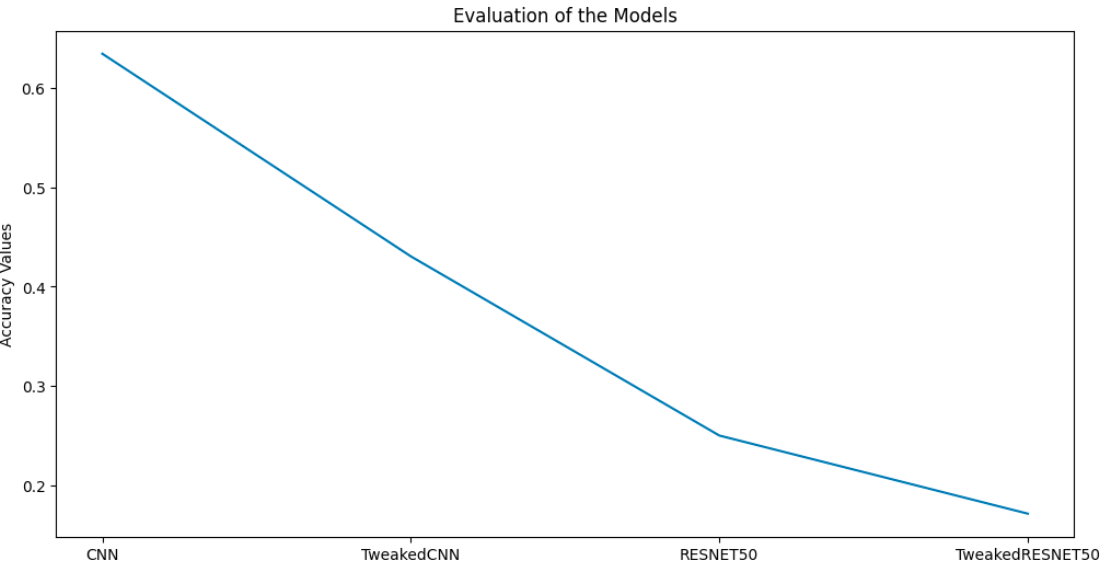 Evaluation of the Models
Accuracy Values
0.6
0.5
0.4
0.3
0.2
CNN
TweakedCNN
RESNET50
TweakedRESNET50